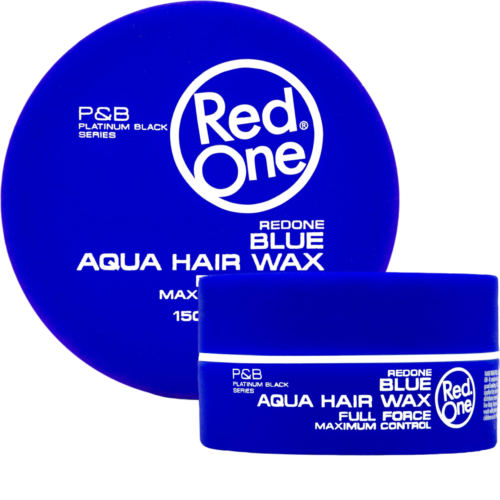 P&B
PLATINUM BLACK
SERIES
Red
One
®
REDONE
BLUE
AQUA HAIR WAX
MAX
150
P&B
PLATINUM BLACK
SERIES
REDONE
BLUE
AQUA HAIR WAX
FULL FORCE
MAXIMUM CONTROL
Red
One